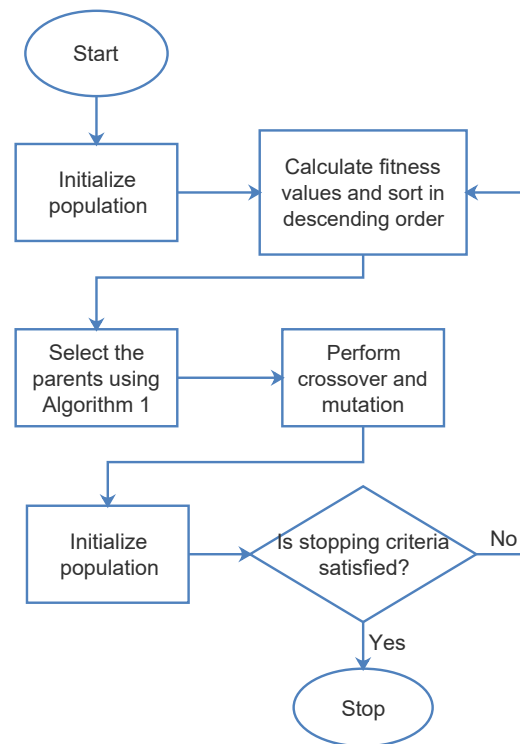 Start
Initialize
population
Calculate fitness
values and sort in
descending order
Select the
parents using
Algorithm 1
Perform
crossover and
mutation
Initialize
population
Is stopping criteria
satisfied?
No
Yes
Stop